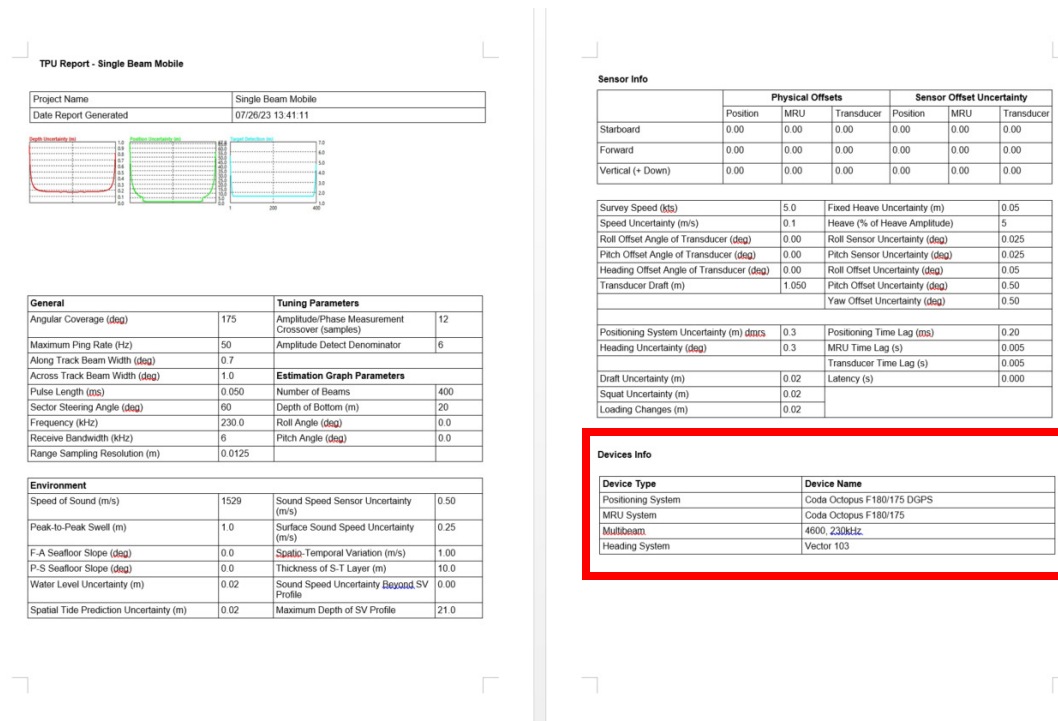 TPU Report - Single Beam Mobile
Project Name Single Beam Mobile
Date Report Generated 07/26/23 13:41:11
Depth Uncertainty (m) Position Uncertainty (m) Target Detection (m)
1 200 400
General Tuning Parameters
Angular Coverage (deg) 175 Amplitude/Phase Measurement
Crossover (samples) 12
Maximum Ping Rate (Hz) 50 Amplitude Detect Denominator 6
Along Track Beam Width (deg) 0.7
Across Track Beam Width (deg) 1.0 Estimation Graph Parameters
Pulse Length (ms) 0.050 Number of Beams 400
Sector Steering Angle (deg) 60 Depth of Bottom (m) 20
Frequency (kHz) 230.0 Roll Angle (deg) 0.0
Receive Bandwidth (kHz) 6 Pitch Angle (deg) 0.0
Range Sampling Resolution (m) 0.0125
Environment
Speed of Sound (m/s) 1529 Sound Speed Sensor Uncertainty
(m/s) 0.50
Peak-to-Peak Swell (m) 1.0 Surface Sound Speed Uncertainty
(m/s) 0.25
F-A Seafloor Slope (deg) 0.0 Spatio-Temporal Variation (m/s) 1.00
P-S Seafloor Slope (deg) 0.0 Thickness of S-T Layer (m) 10.0
Water Level Uncertainty (m) 0.02 Sound Speed Uncertainty Beyond SV
Profile 0.00
Spatial Tide Prediction Uncertainty (m) 0.02 Maximum Depth of SV Profile 21.0
Sensor Info
Physical Offsets Sensor Offset Uncertainty
Position MRU Transducer Position MRU Transducer
Starboard 0.00 0.00 0.00 0.00 0.00 0.00
Forward 0.00 0.00 0.00 0.00 0.00 0.00
Vertical (+ Down) 0.00 0.00 0.00 0.00 0.00 0.00
Survey Speed (kts) 5.0 Fixed Heave Uncertainty (m) 0.05
Speed Uncertainty (m/s) 0.1 Heave (% of Heave Amplitude) 5
Roll Offset Angle of Transducer (deg) 0.00 Roll Sensor Uncertainty (deg) 0.025
Pitch Offset Angle of Transducer (deg) 0.00 Pitch Sensor Uncertainty (deg) 0.025
Heading Offset Angle of Transducer (deg) 0.00 Roll Offset Uncertainty (deg) 0.05
Transducer Draft (m) 1.050 Pitch Offset Uncertainty (deg) 0.50
Yaw Offset Uncertainty (deg) 0.50
Positioning System Uncertainty (m) dmrs 0.3 Positioning Time Lag (ms) 0.20
Heading Uncertainty (deg) 0.3 MRU Time Lag (s) 0.005
Transducer Time Lag (s) 0.005
Draft Uncertainty (m) 0.02 Latency (s) 0.000
Squat Uncertainty (m) 0.02
Loading Changes (m) 0.02
Devices Info
Device Type Device Name
Positioning System Coda Octopus F180/175 DGPS
MRU System Coda Octopus F180/175
Multibeam 4600, 230kHz
Heading System Vector 103